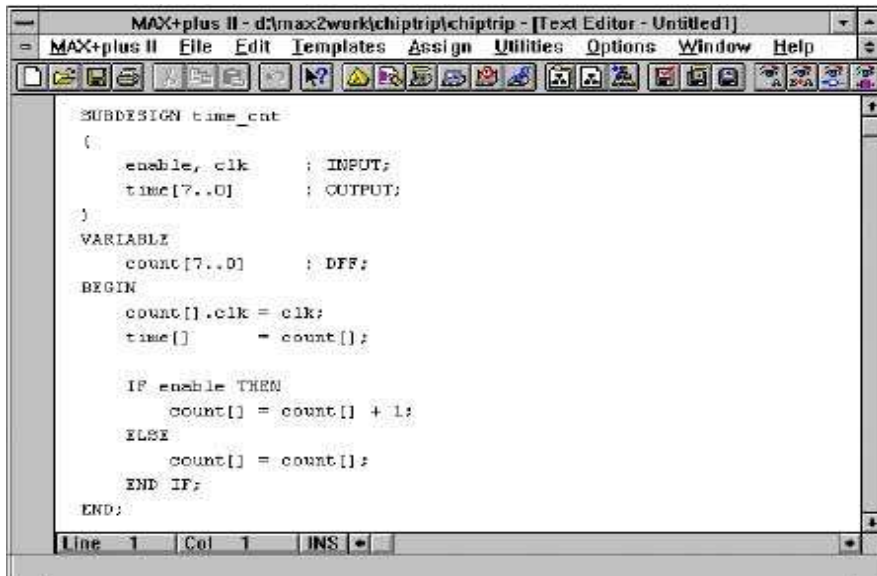 MAX+plus II - d:\max2work\chiptrip\chiptrip - [Text Editor - Untitled1]
MAX+plus II File Edit Templates Assign Utilities Options Window Help
SUBDESIGN time_cnt
(
enable, clk : INPUT;
time[7..0] : OUTPUT;
)
VARIABLE
count[7..0] : DFF;
BEGIN
count[].clk = clk;
time[] = count[];
IF enable THEN
count[] = count[] + 1;
ELSE
count[] = count[];
END IF;
END;
Line 1 Col 1 INS